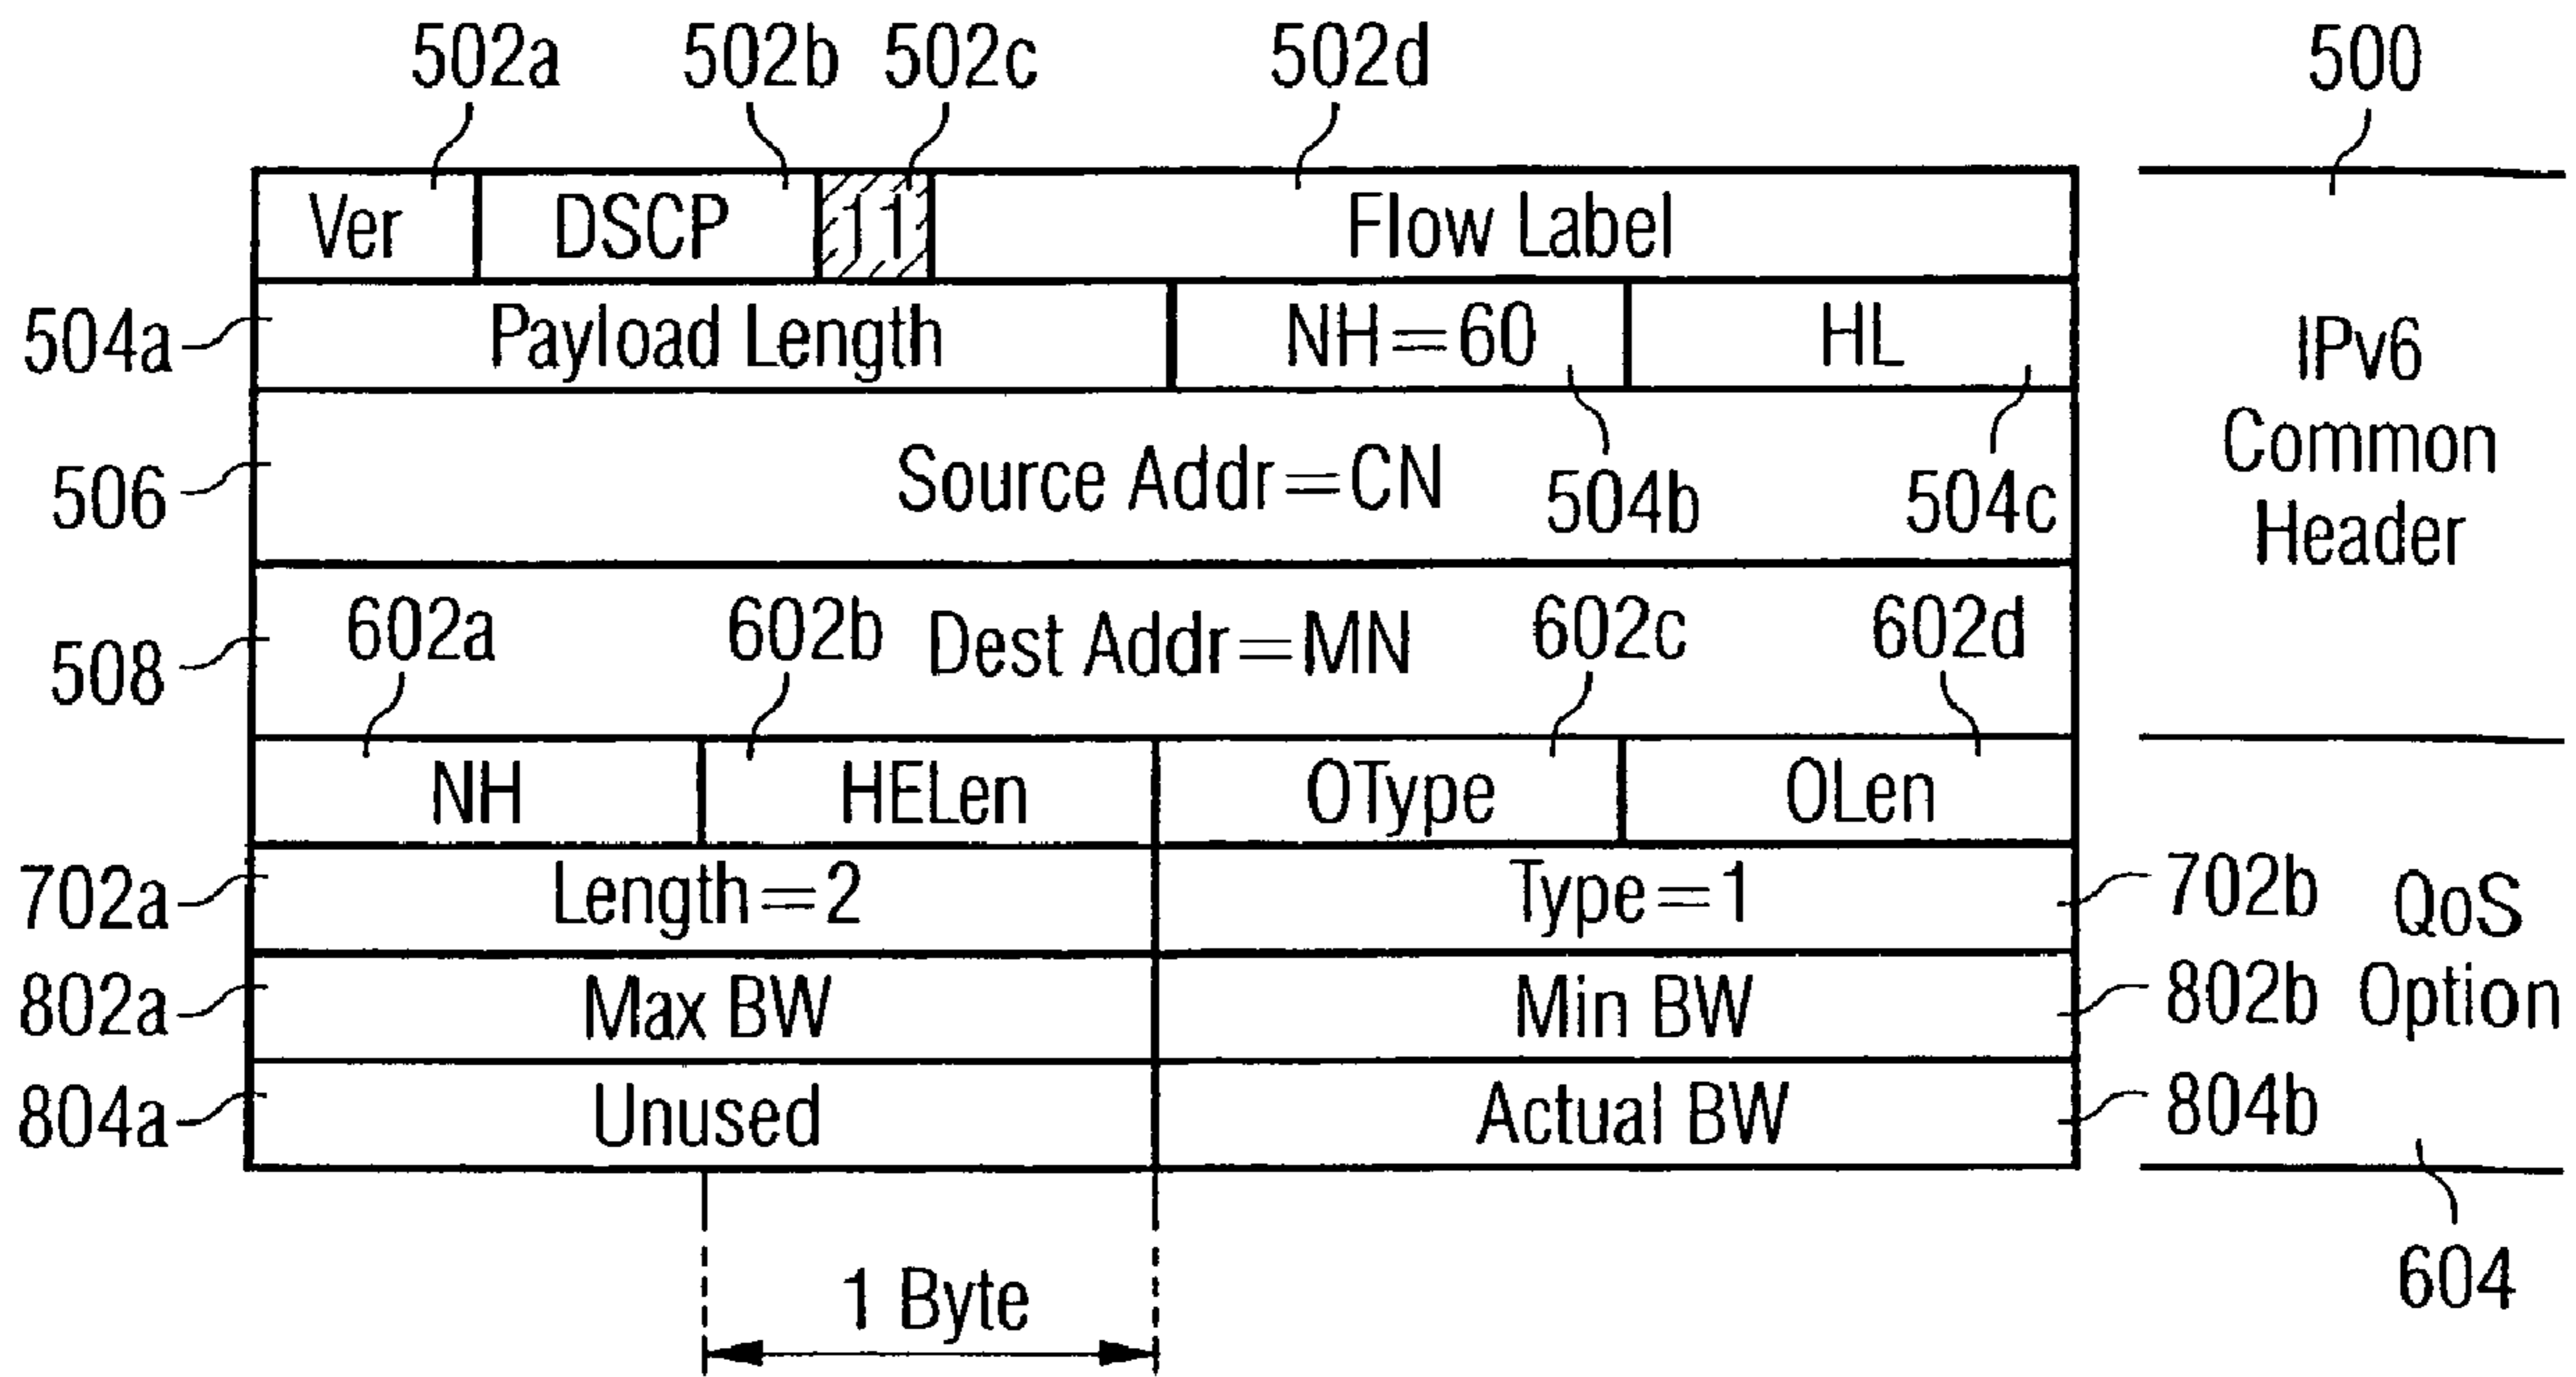 502a 502b 502c 502d 500
Ver DSCP 11 Flow Label
504a Payload Length NH=60 HL
IPv6
Common
Header
506 Source Addr=CN 504b 504c
508 602a 602b Dest Addr=MN 602c 602d
NH HELen OType OLen
702a Length=2 Type=1 702b
QoS
Option
802a Max BW Min BW 802b
804a Unused Actual BW 804b
1 Byte
604